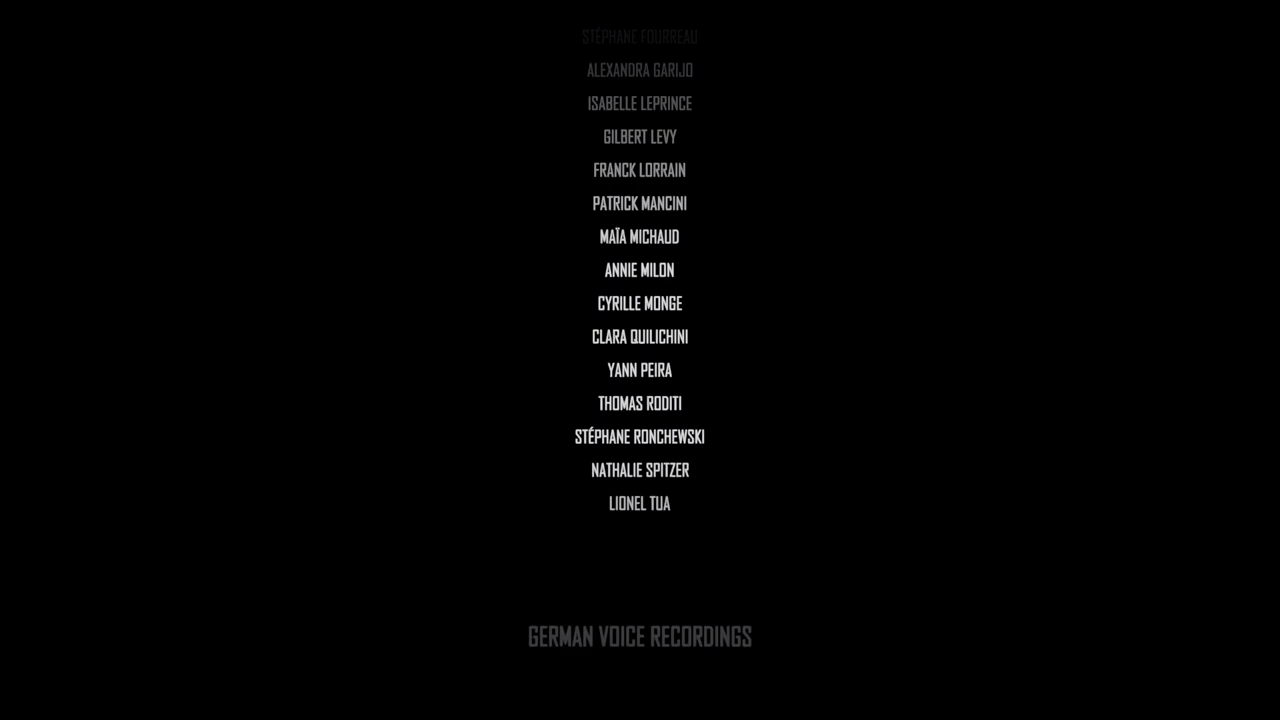 STÉPHANE FOURREAU
ALEXANDRA GARIJO
ISABELLE LEPRINCE
GILBERT LEVY
FRANCK LORRAIN
PATRICK MANCINI
MAÏA MICHAUD
ANNIE MILON
CYRILLE MONGE
CLARA QUILICHINI
YANN PEIRA
THOMAS RODITI
STÉPHANE RONCHEWSKI
NATHALIE SPITZER
LIONEL TUA
GERMAN VOICE RECORDINGS